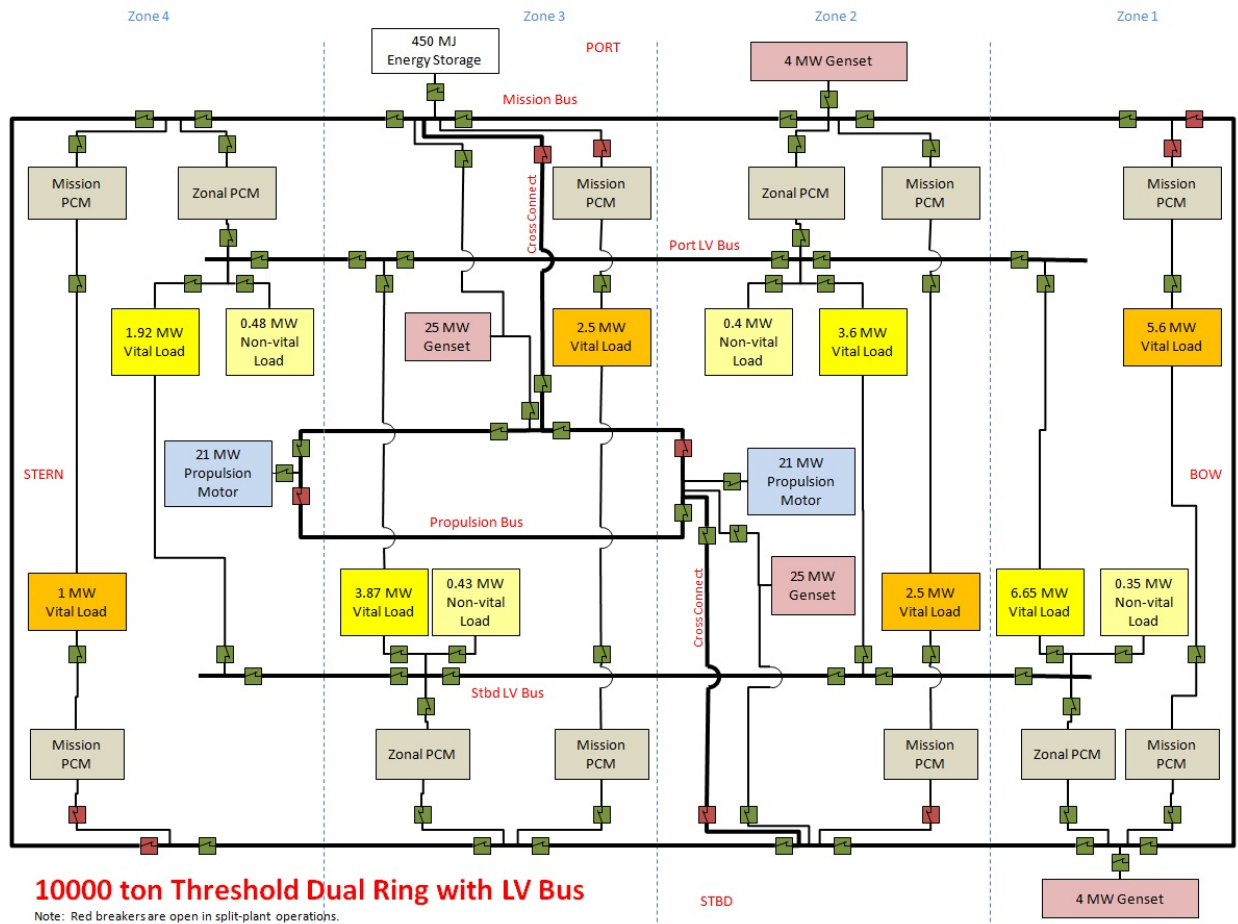 Zone 4
Zone 3
Zone 2
Zone 1
450 MJ
Energy Storage
PORT
4 MW Genset
Mission Bus
Mission
PCM
Zonal PCM
Cross Connect
Mission
PCM
Zonal PCM
Mission
PCM
Mission
PCM
Port LV Bus
1.92 MW
Vital Load
0.48 MW
Non-vital
Load
25 MW
Genset
2.5 MW
Vital Load
0.4 MW
Non-vital
Load
3.6 MW
Vital Load
5.6 MW
Vital Load
STERN
21 MW
Propulsion
Motor
21 MW
Propulsion
Motor
BOW
Propulsion Bus
1 MW
Vital Load
3.87 MW
Vital Load
0.43 MW
Non-vital
Load
Cross Connect
25 MW
Genset
2.5 MW
Vital Load
6.65 MW
Vital Load
0.35 MW
Non-vital
Load
Stbd LV Bus
Mission
PCM
Zonal PCM
Mission
PCM
Mission
PCM
Zonal PCM
Mission
PCM
10000 ton Threshold Dual Ring with LV Bus
Note: Red breakers are open in split-plant operations.
STBD
4 MW Genset